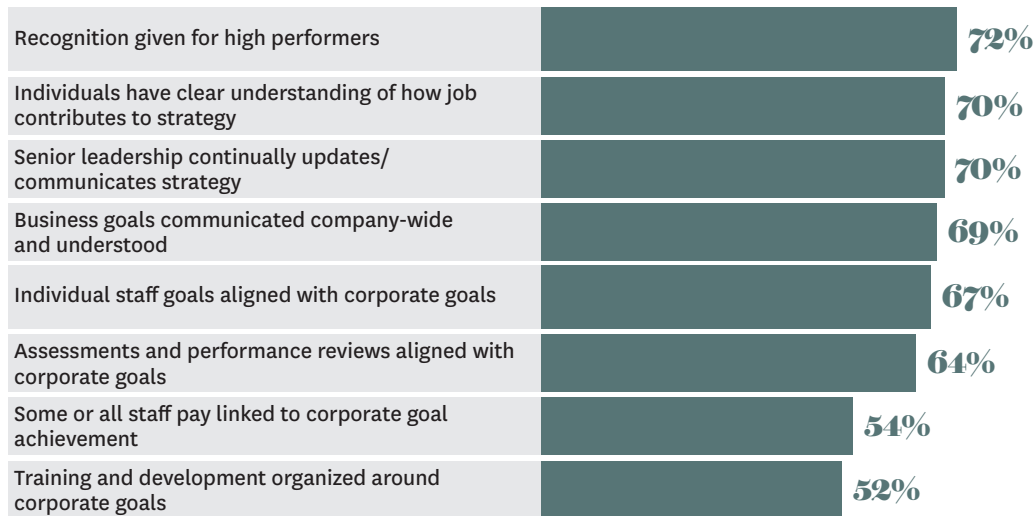 Recognition given for high performers
72%
Individuals have clear understanding of how job
contributes to strategy
70%
Senior leadership continually updates/
communicates strategy
70%
Business goals communicated company-wide
and understood
69%
Individual staff goals aligned with corporate goals
67%
Assessments and performance reviews aligned with
corporate goals
64%
Some or all staff pay linked to corporate goal
achievement
54%
Training and development organized around
corporate goals
52%